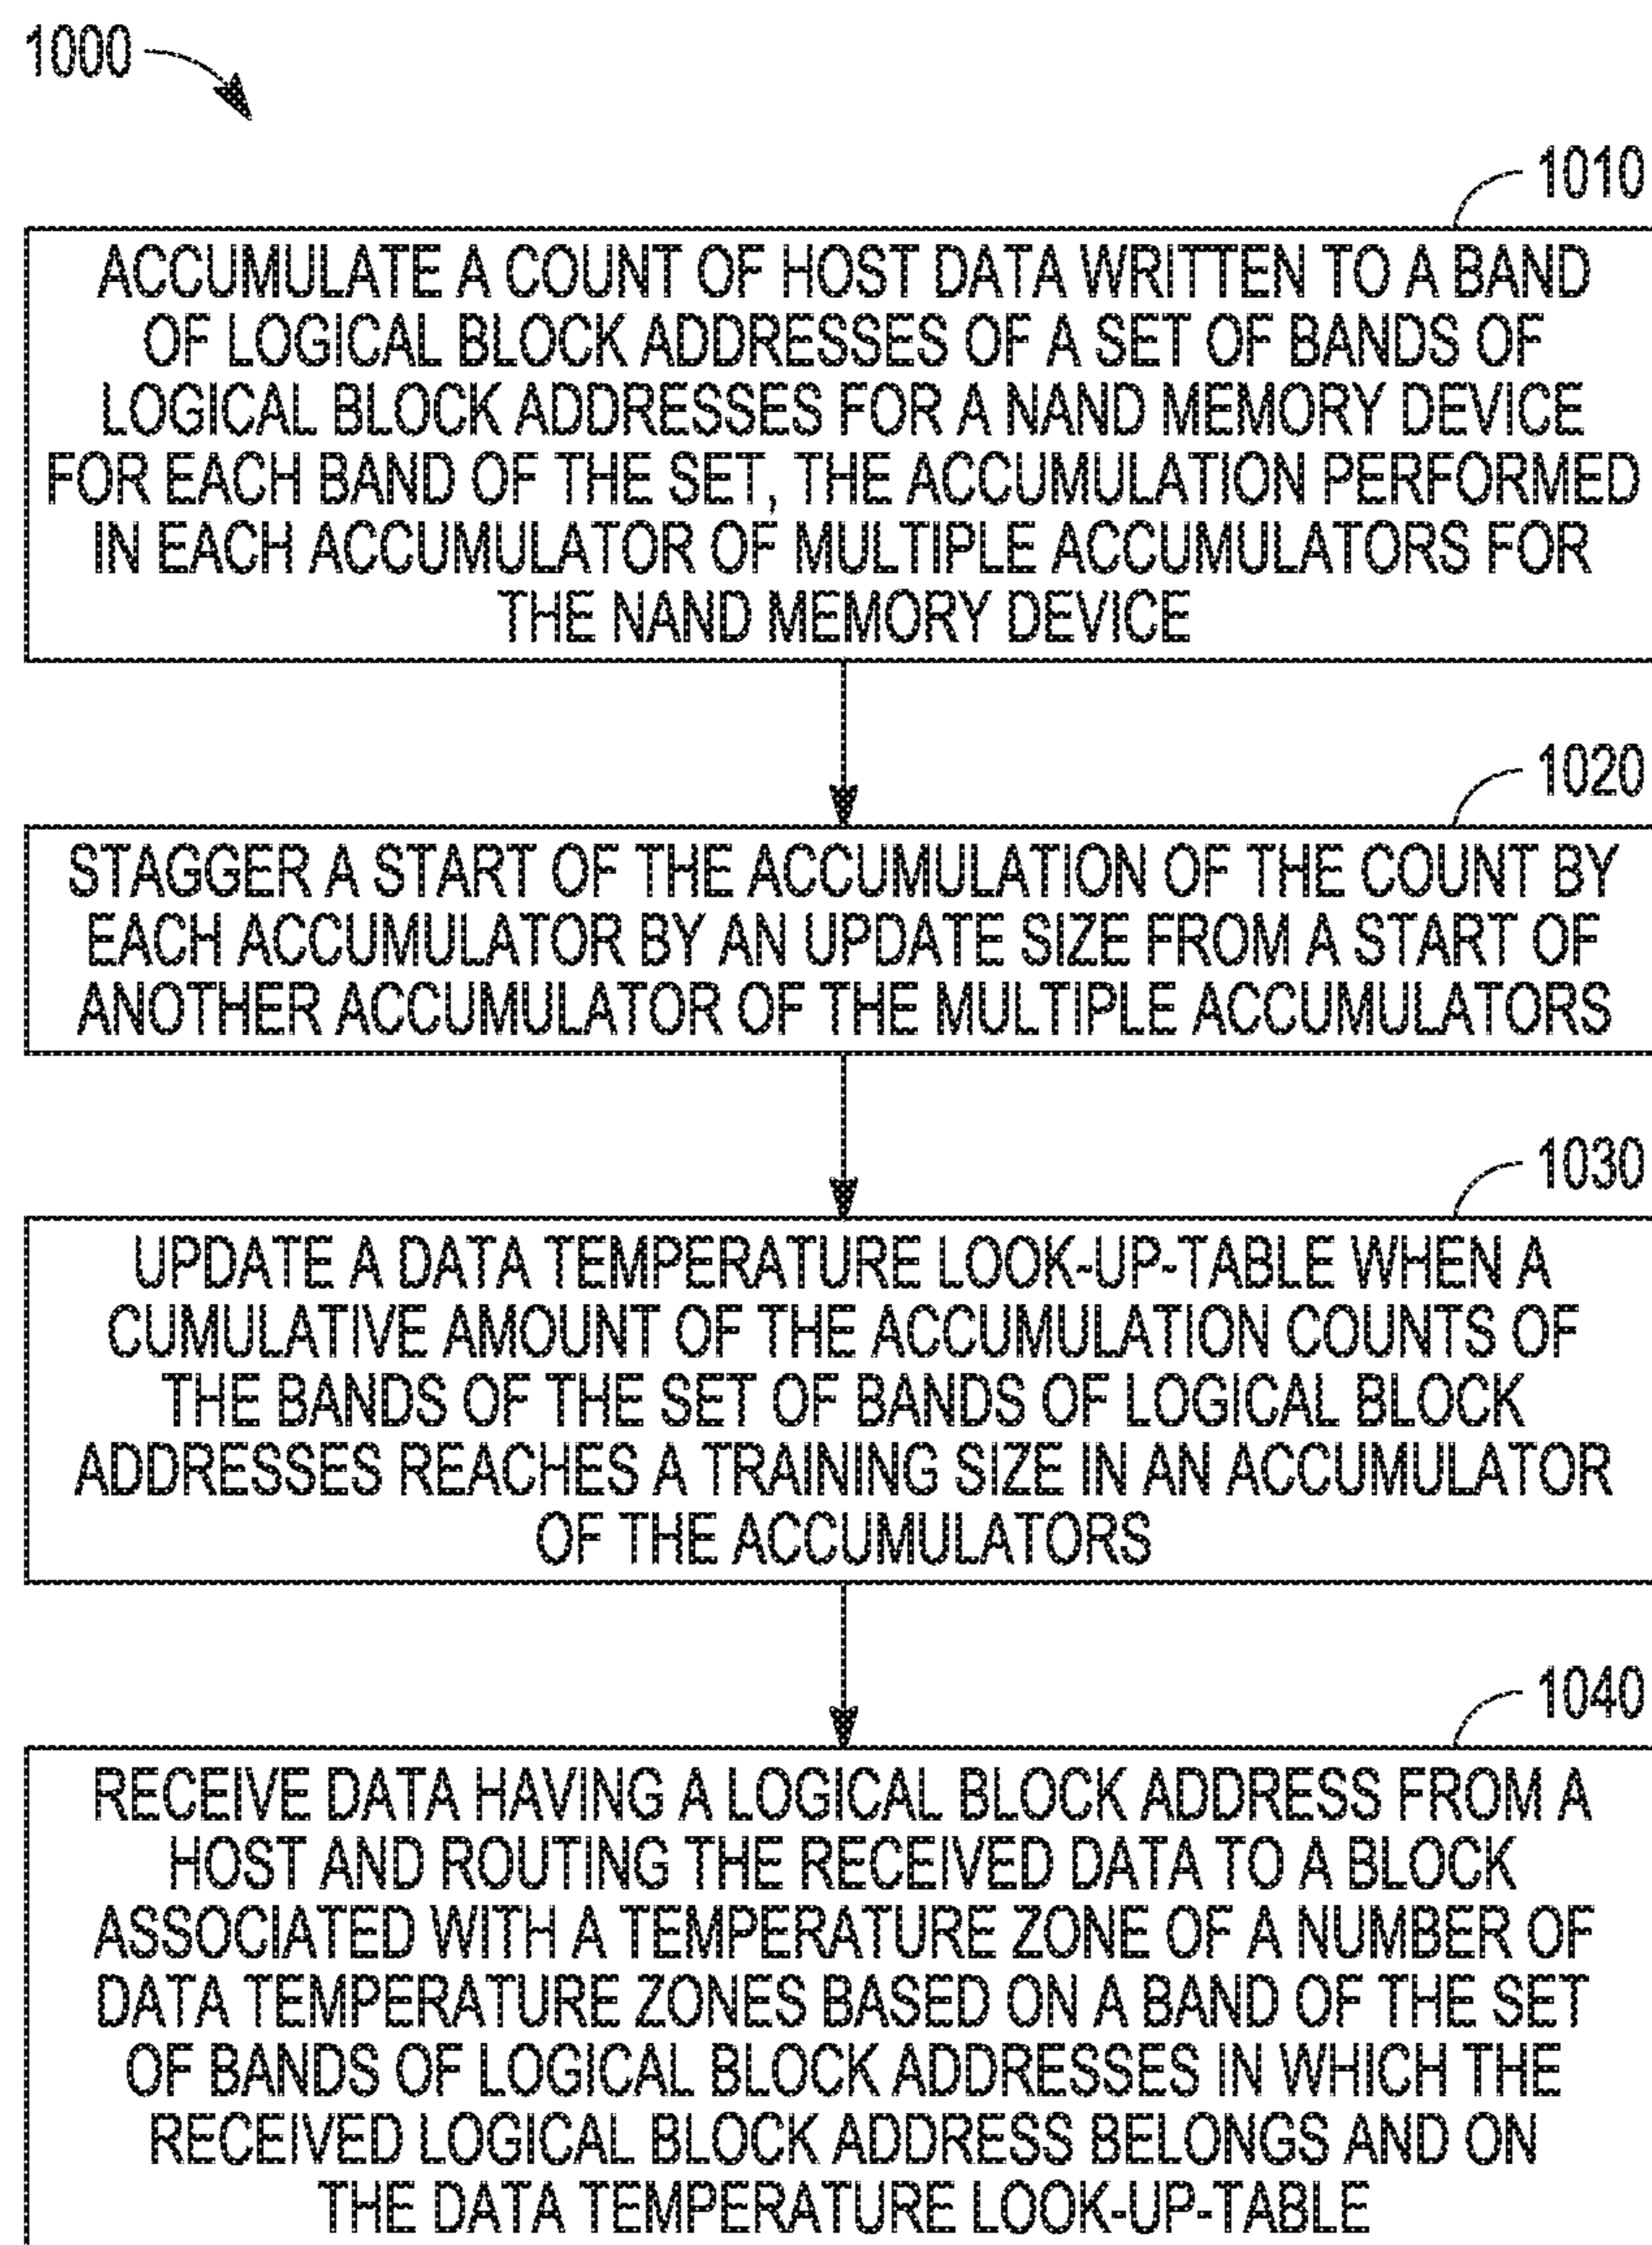 1000
1010
ACCUMULATE A COUNT OF HOST DATA WRITTEN TO A BAND
OF LOGICAL BLOCK ADDRESSES OF A SET OF BANDS OF
LOGICAL BLOCK ADDRESSES FOR A NAND MEMORY DEVICE
FOR EACH BAND OF THE SET, THE ACCUMULATION PERFORMED
IN EACH ACCUMULATOR OF MULTIPLE ACCUMULATORS FOR
THE NAND MEMORY DEVICE
1020
STAGGER A START OF THE ACCUMULATION OF THE COUNT BY
EACH ACCUMULATOR BY AN UPDATE SIZE FROM A START OF
ANOTHER ACCUMULATOR OF THE MULTIPLE ACCUMULATORS
1030
UPDATE A DATA TEMPERATURE LOOK-UP-TABLE WHEN A
CUMULATIVE AMOUNT OF THE ACCUMULATION COUNTS OF
THE BANDS OF THE SET OF BANDS OF LOGICAL BLOCK
ADDRESSES REACHES A TRAINING SIZE IN AN ACCUMULATOR
OF THE ACCUMULATORS
1040
RECEIVE DATA HAVING A LOGICAL BLOCK ADDRESS FROM A
HOST AND ROUTING THE RECEIVED DATA TO A BLOCK
ASSOCIATED WITH A TEMPERATURE ZONE OF A NUMBER OF
DATA TEMPERATURE ZONES BASED ON A BAND OF THE SET
OF BANDS OF LOGICAL BLOCK ADDRESSES IN WHICH THE
RECEIVED LOGICAL BLOCK ADDRESS BELONGS AND ON
THE DATA TEMPERATURE LOOK-UP-TABLE